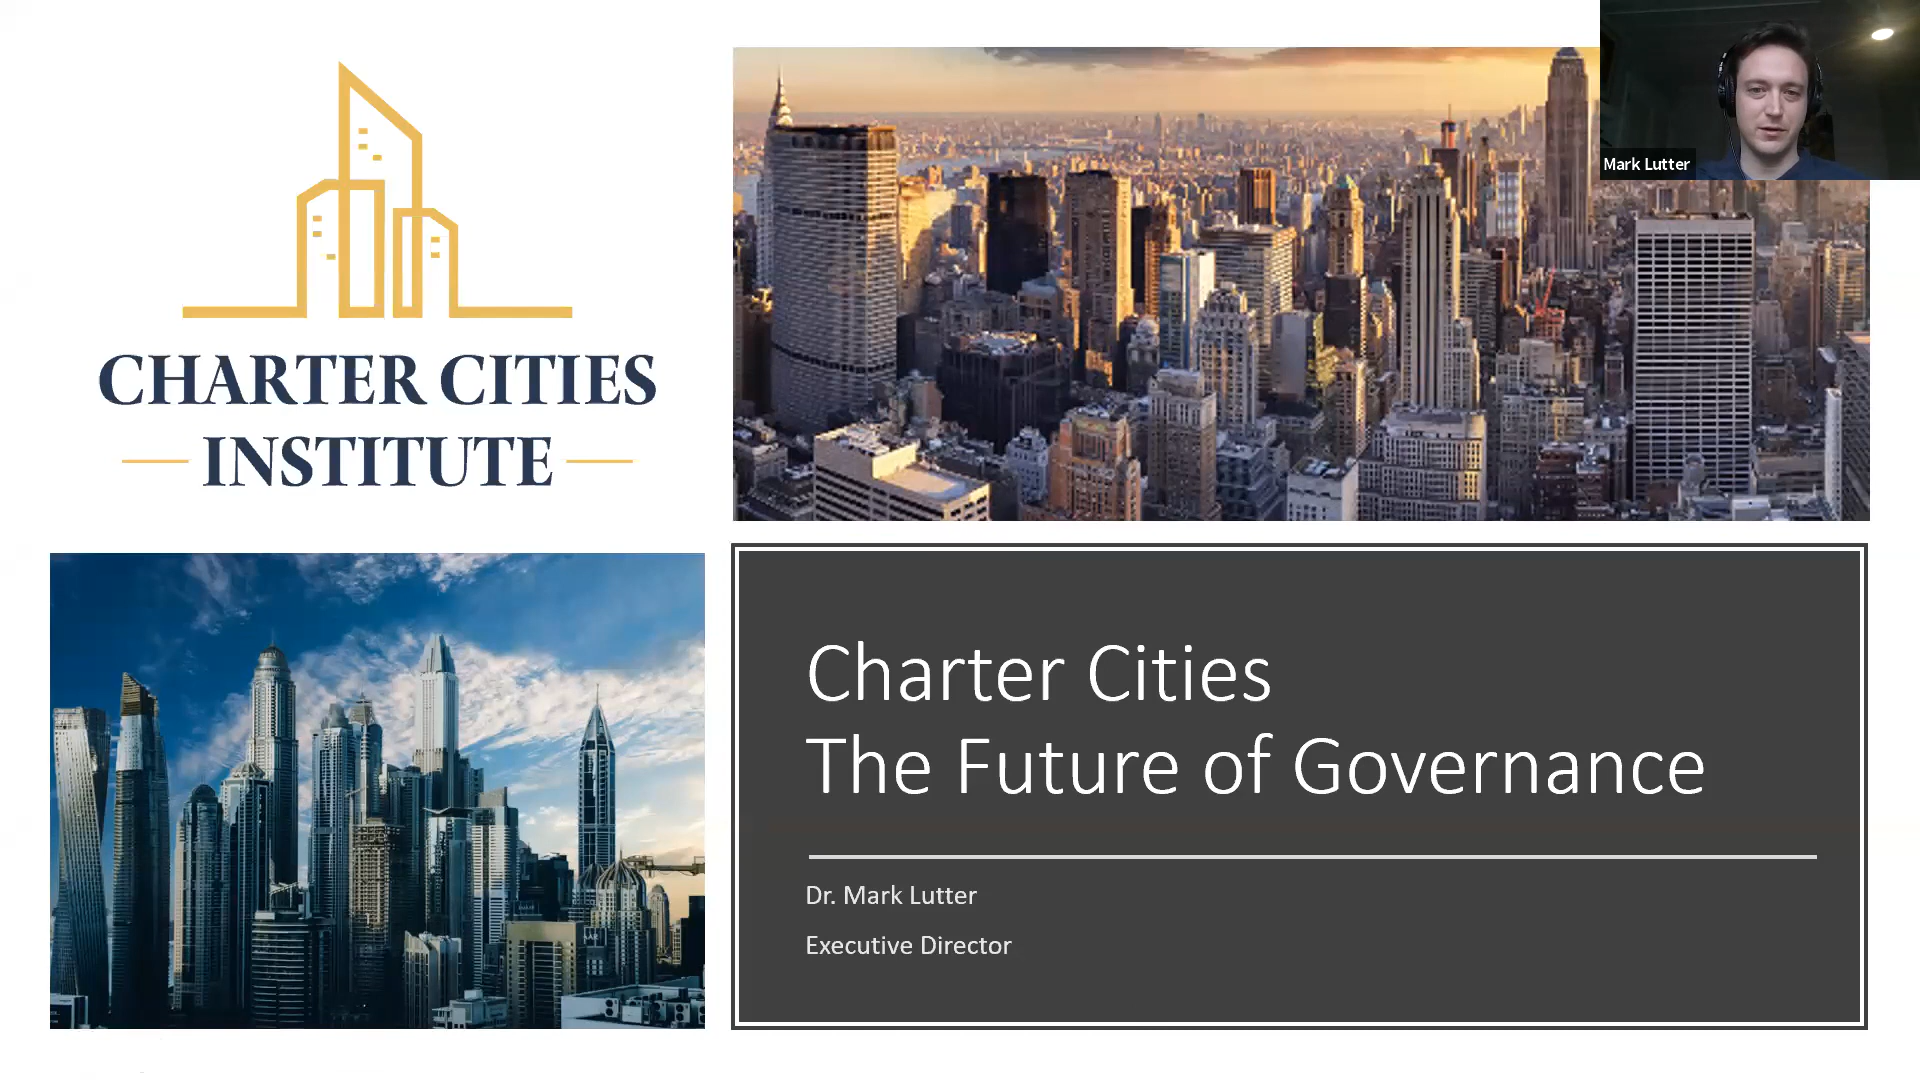 CHARTER CITIES
INSTITUTE
Mark Lutter
Charter Cities
The Future of Governance
Dr. Mark Lutter
Executive Director